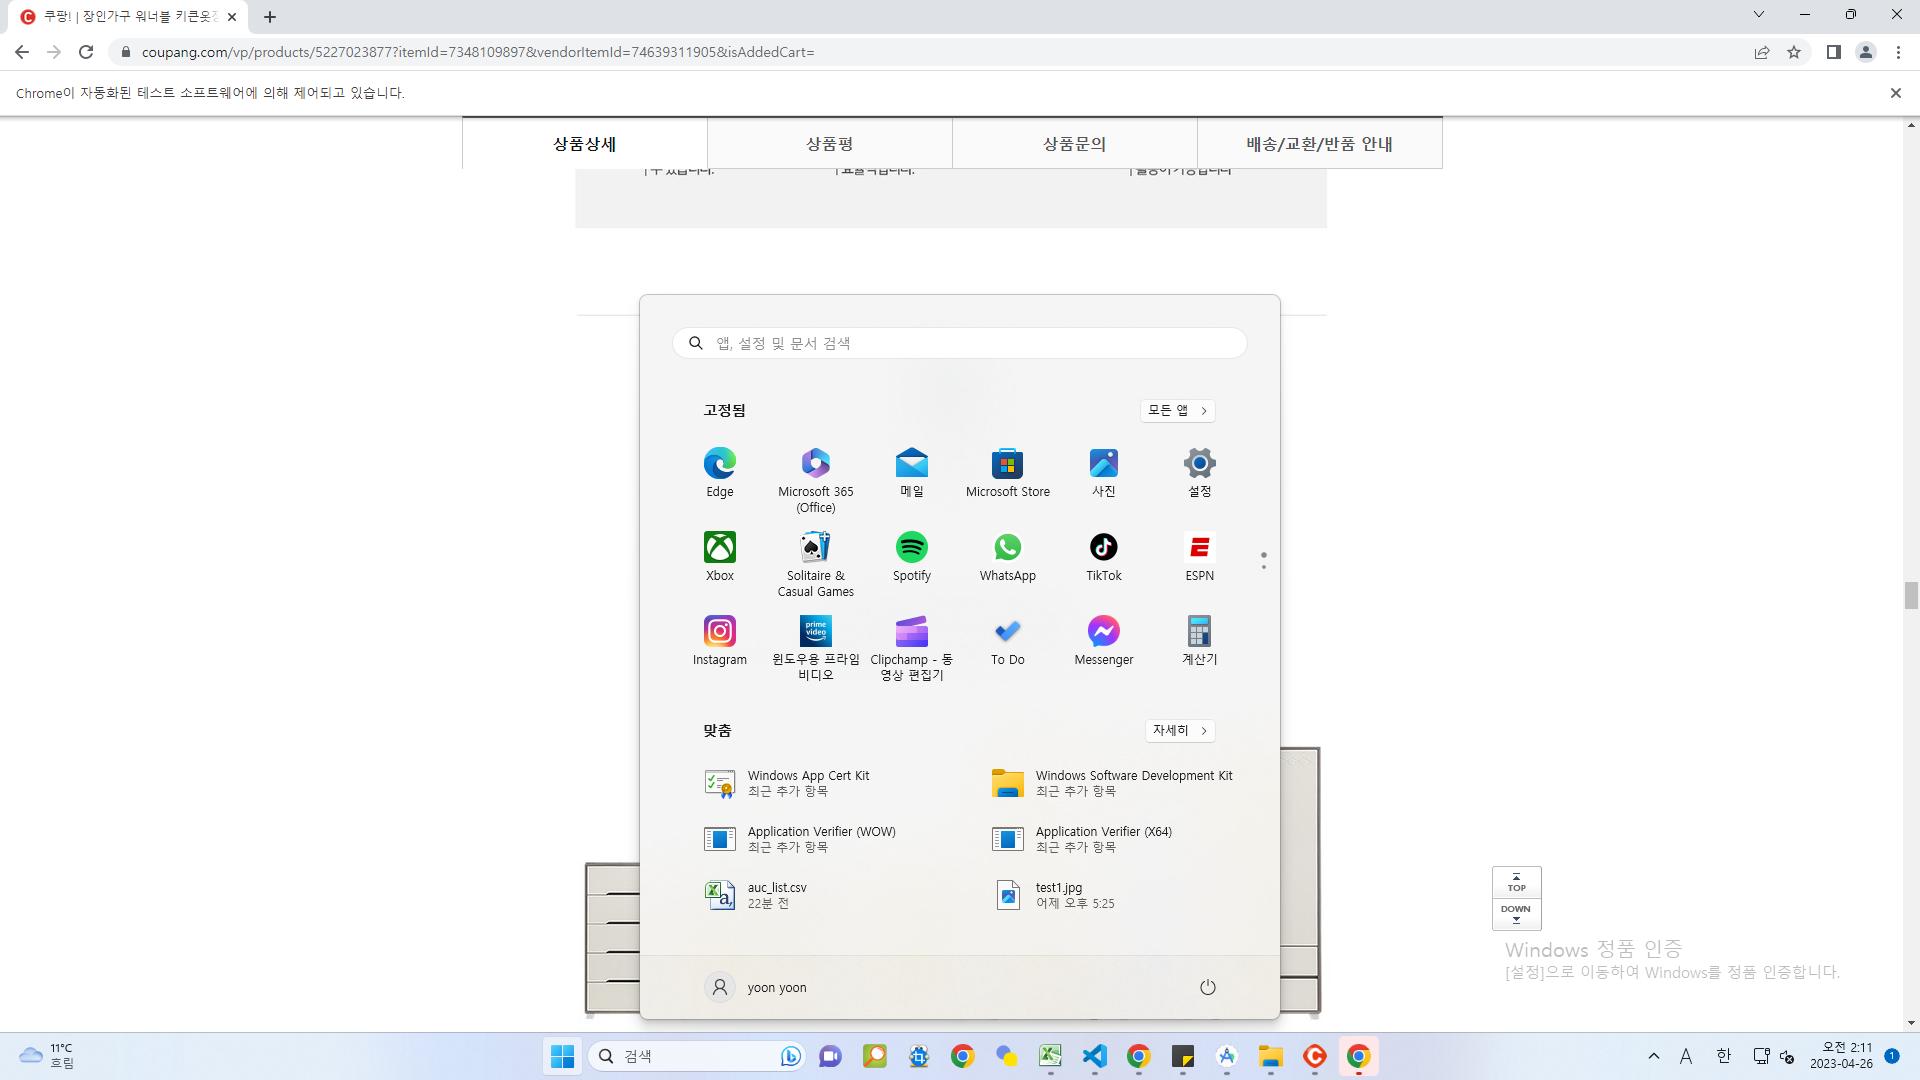 쿠팡! | 장인가구 워너블 키큰옷장
coupang.com/vp/products/5227023877?itemId=7348109897&vendorItemId=74639311905&isAddedCart=
Chrome이 자동화된 테스트 소프트웨어에 의해 제어되고 있습니다.
상품상세
상품평
상품문의
배송/교환/반품 안내
앱, 설정 및 문서 검색
고정됨
모든 앱
Edge
Microsoft 365
(Office)
메일
Microsoft Store
사진
설정
Xbox
Solitaire &
Casual Games
Spotify
WhatsApp
TikTok
ESPN
Instagram
prime
video
윈도우용 프라임
비디오
Clipchamp - 동
영상 편집기
To Do
Messenger
계산기
맞춤
자세히
Windows App Cert Kit
최근 추가 항목
Windows Software Development Kit
최근 추가 항목
Application Verifier (WOW)
최근 추가 항목
Application Verifier (X64)
최근 추가 항목
auc_list.csv
22분 전
test1.jpg
어제 오후 5:25
TOP
DOWN
Windows 정품 인증
[설정]으로 이동하여 Windows를 정품 인증합니다.
yoon yoon
11°C
흐림
검색
A
한
오전 2:11
2023-04-26
1